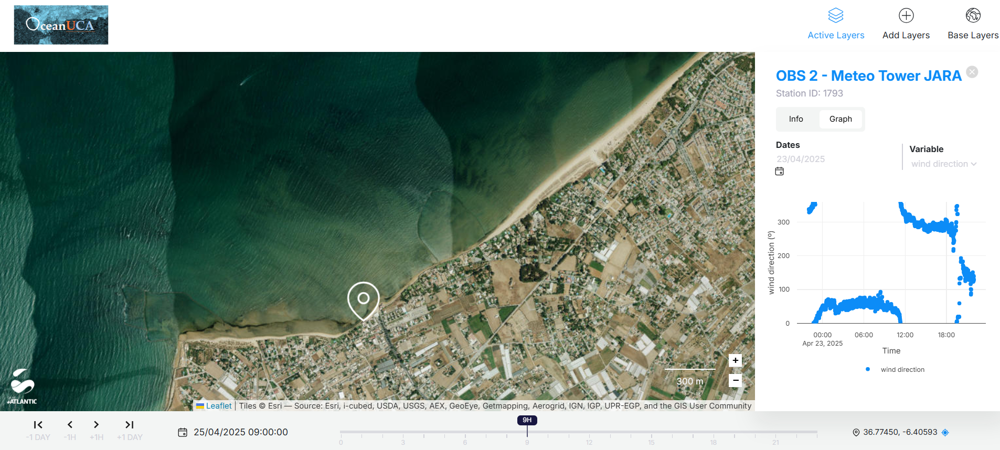 OceanUCA
Active Layers
Add Layers
Base Layers
OBS 2 - Meteo Tower JARA
Station ID: 1793
Info
Graph
Dates
23/04/2025
Variable
wind direction
wind direction (º)
300
200
100
0
00:00
06:00
12:00
18:00
Apr 23, 2025
Time
wind direction
+
−
300 m
+ATLANTIC
Leaflet | Tiles © Esri — Source: Esri, i-cubed, USDA, USGS, AEX, GeoEye, Getmapping, Aerogrid, IGN, IGP, UPR-EGP, and the GIS User Community
-1 DAY
-1H
+1H
+1 DAY
25/04/2025 09:00:00
9H
0
3
6
9
12
15
18
21
36.77450, -6.40593